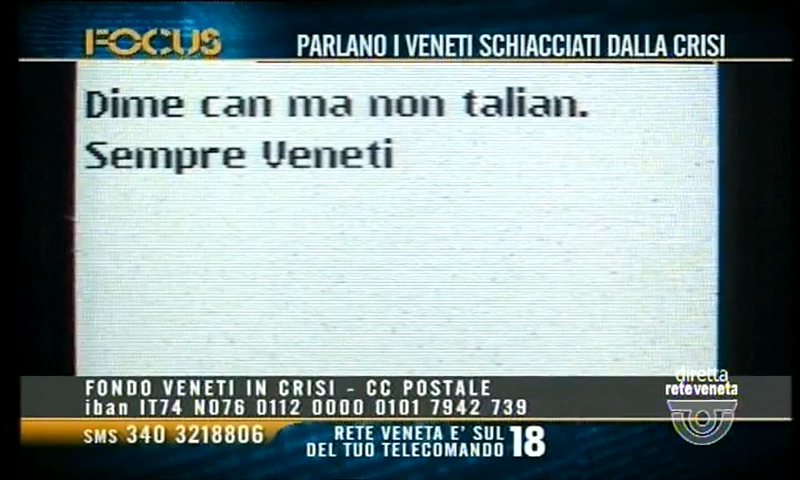 FOCUS
PARLANO I VENETI SCHIACCIATI DALLA CRISI
Dime can ma non talian.
Sempre Veneti
FONDO VENETI IN CRISI - CC POSTALE
iban IT74 N076 0112 0000 0101 7942 739
diretta
reteveneta
SMS 340 3218806
RETE VENETA E' SUL
DEL TUO TELECOMANDO 18